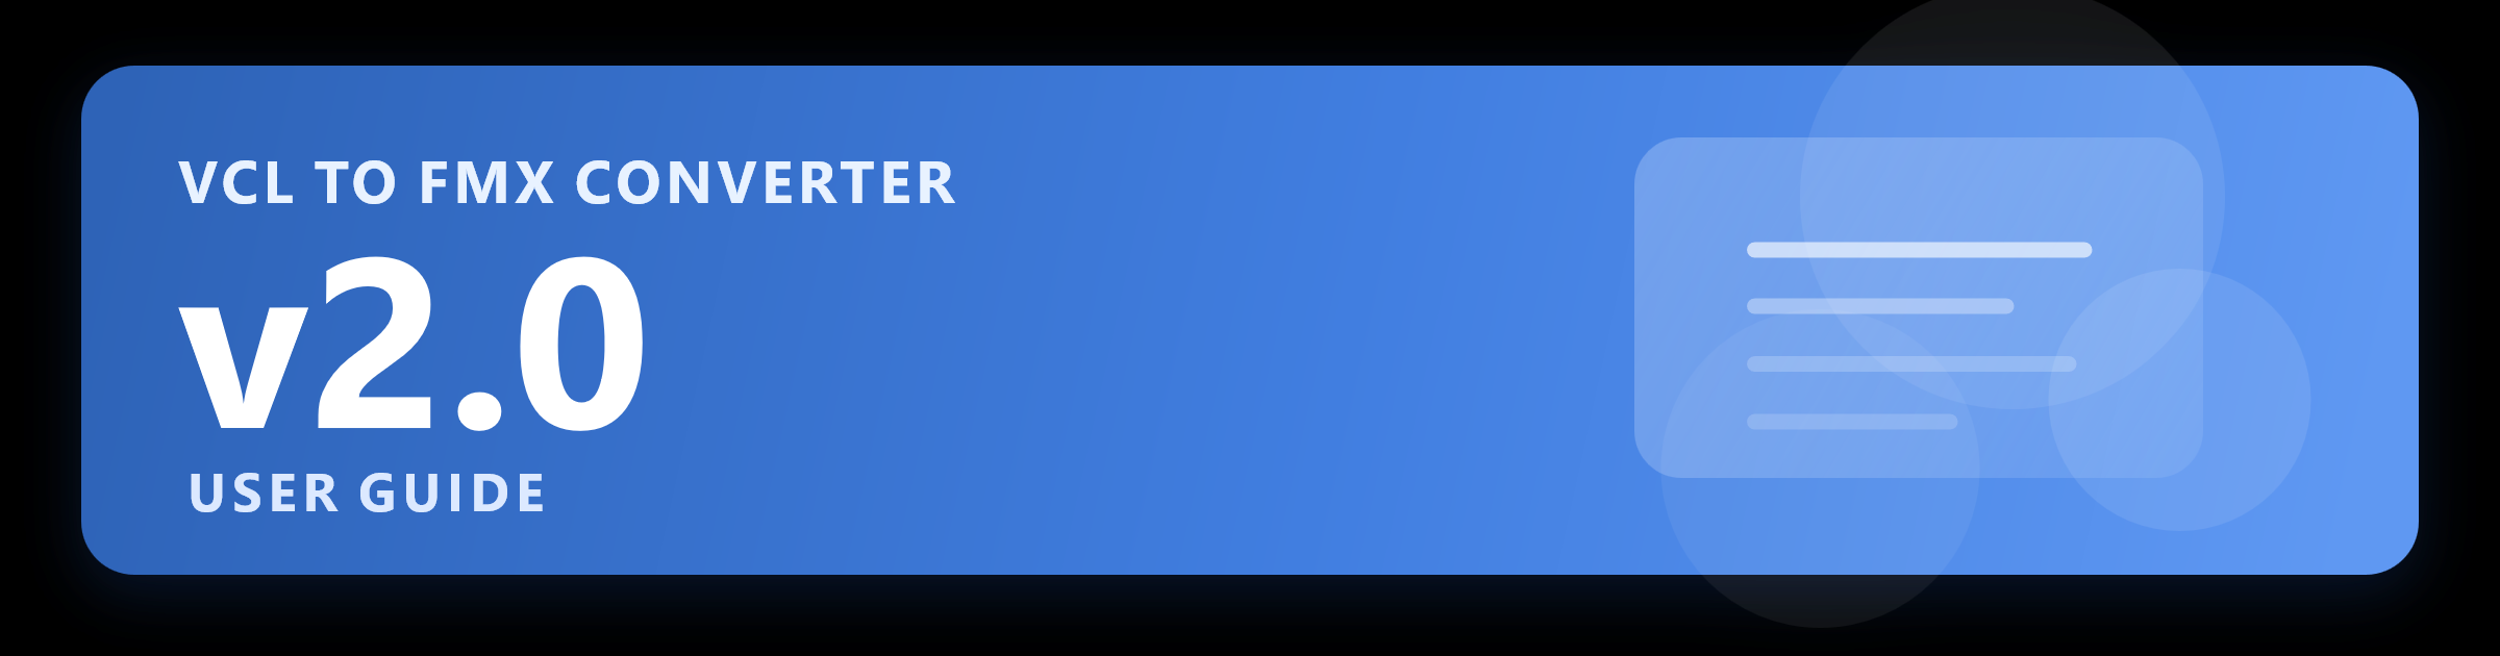 VCL TO FMX CONVERTER
v2.0
USER GUIDE